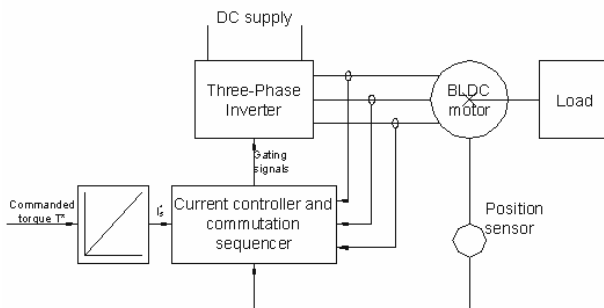 DC supply
Three-Phase
Inverter
BLDC
motor
Load
Gating
signals
Commanded
torque T*
I*s
Current controller and
commutation
sequencer
Position
sensor